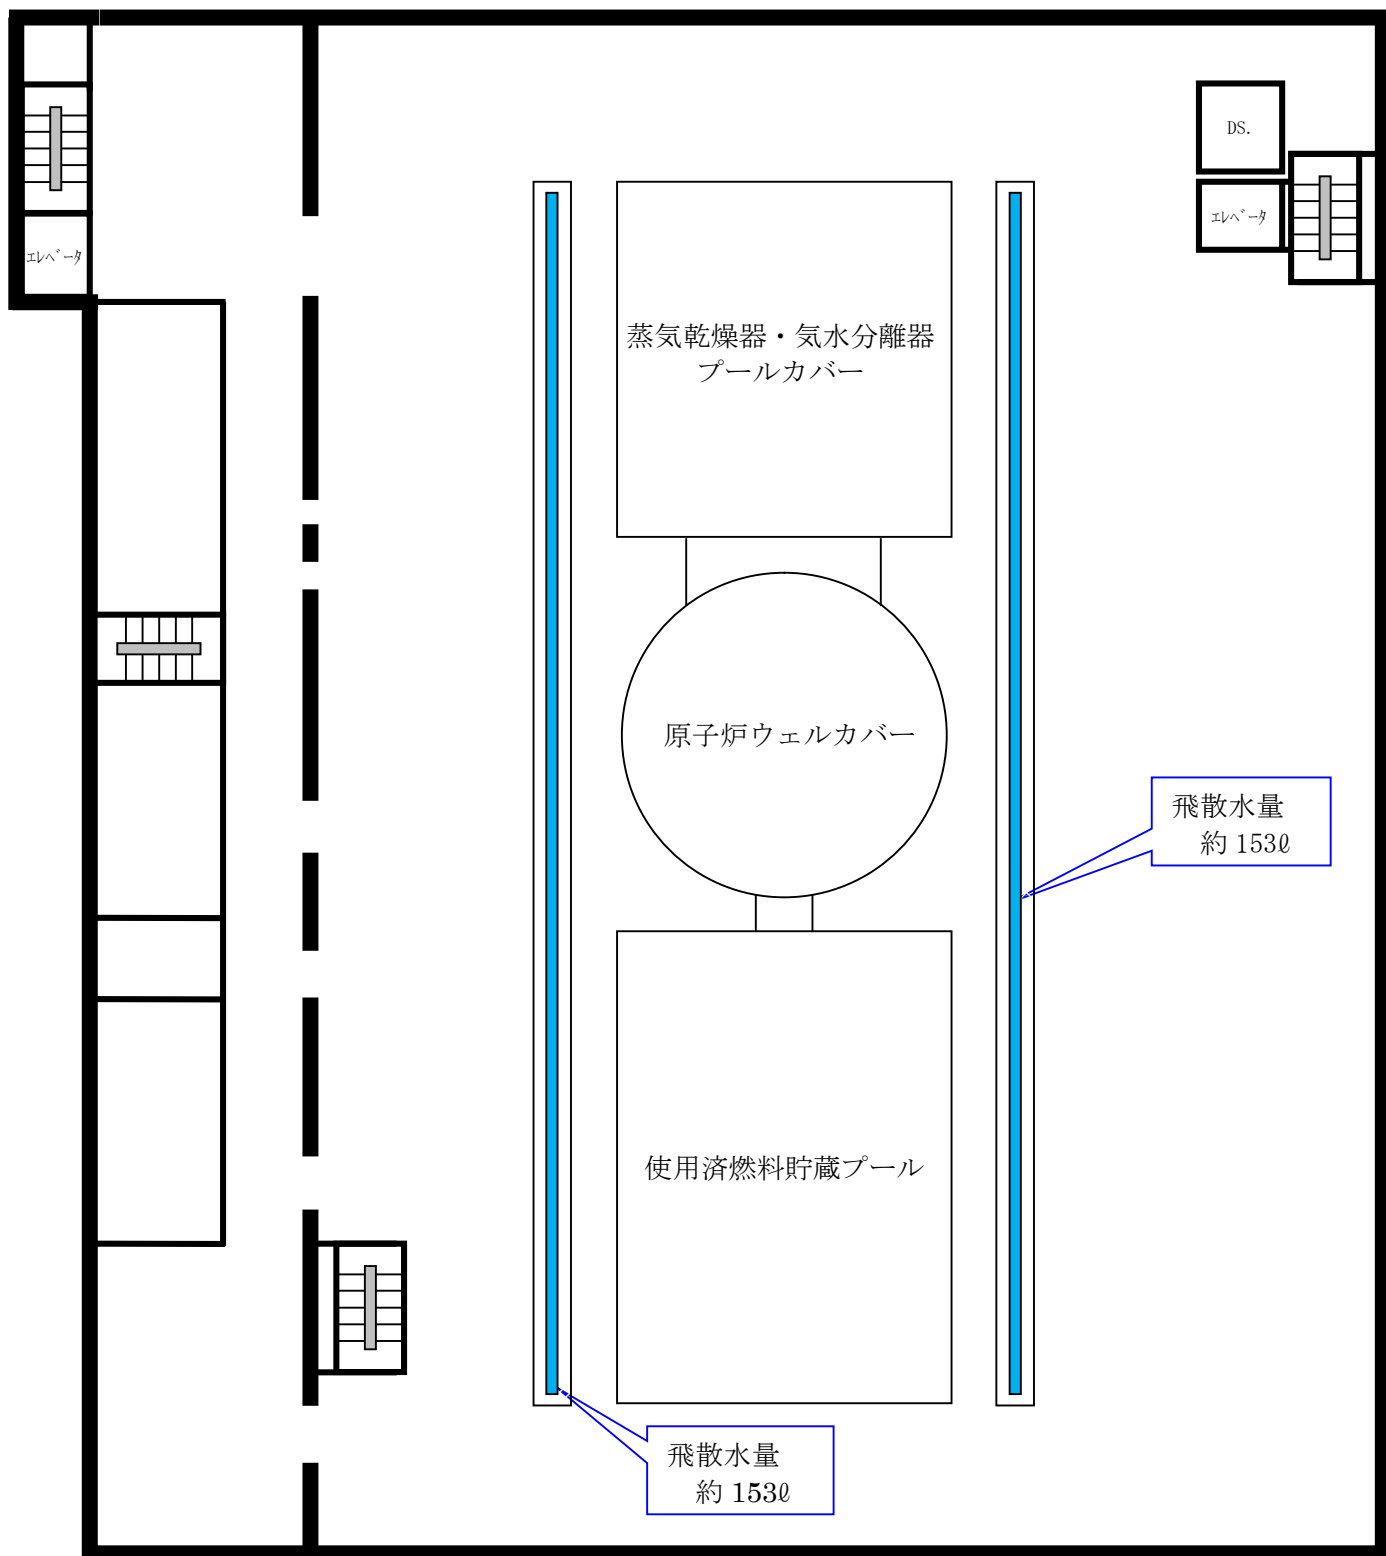 DS.
エレベータ
エレベータ
蒸気乾燥器・気水分離器
プールカバー
原子炉ウェルカバー
飛散水量
約 153ℓ
使用済燃料貯蔵プール
飛散水量
約 153ℓ